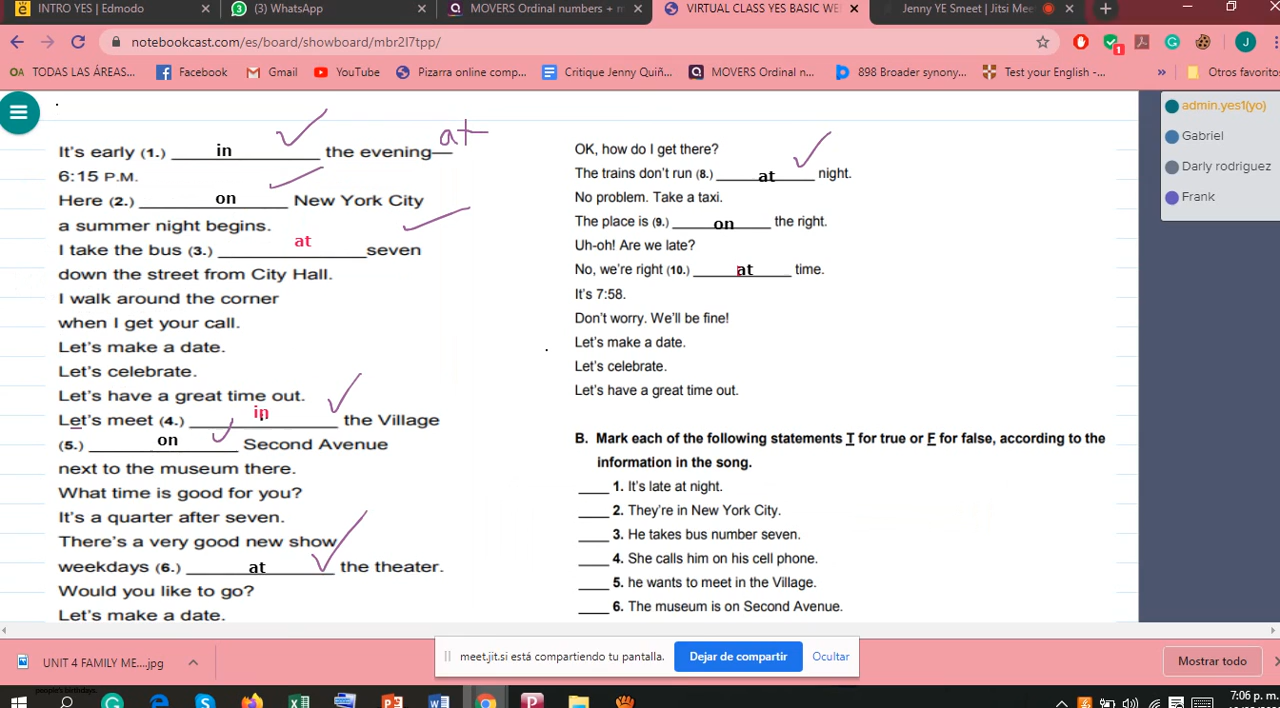 INTRO YES | Edmodo
(3) WhatsApp
MOVERS Ordinal numbers + m
VIRTUAL CLASS YES BASIC WE
Jenny YE Smeet | Jitsi Mee
notebookcast.com/es/board/showboard/mbr2l7tpp/
TODAS LAS ÁREAS...
Facebook
Gmail
YouTube
Pizarra online comp...
Critique Jenny Quiñ...
MOVERS Ordinal n...
898 Broader synony...
Test your English -...
»
Otros favoritos
It's early (1.) in the evening— at
6:15 P.M.
Here (2.) on New York City
a summer night begins.
I take the bus (3.) at seven
down the street from City Hall.
I walk around the corner
when I get your call.
Let's make a date.
Let's celebrate.
Let's have a great time out.
Let's meet (4.) in the Village
(5.) on Second Avenue
next to the museum there.
What time is good for you?
It's a quarter after seven.
There's a very good new show
weekdays (6.) at the theater.
Would you like to go?
Let's make a date.
OK, how do I get there?
The trains don't run (8.) at night.
No problem. Take a taxi.
The place is (9.) on the right.
Uh-oh! Are we late?
No, we're right (10.) at time.
It's 7:58.
Don't worry. We'll be fine!
Let's make a date.
Let's celebrate.
Let's have a great time out.
B. Mark each of the following statements T for true or F for false, according to the
information in the song.
____ 1. It's late at night.
____ 2. They're in New York City.
____ 3. He takes bus number seven.
____ 4. She calls him on his cell phone.
____ 5. he wants to meet in the Village.
____ 6. The museum is on Second Avenue.
admin.yes1(yo)
Gabriel
Darly rodriguez
Frank
meet.jit.si está compartiendo tu pantalla.
Dejar de compartir
Ocultar
UNIT 4 FAMILY ME....jpg
Mostrar todo
people's birthdays.
7:06 p. m.